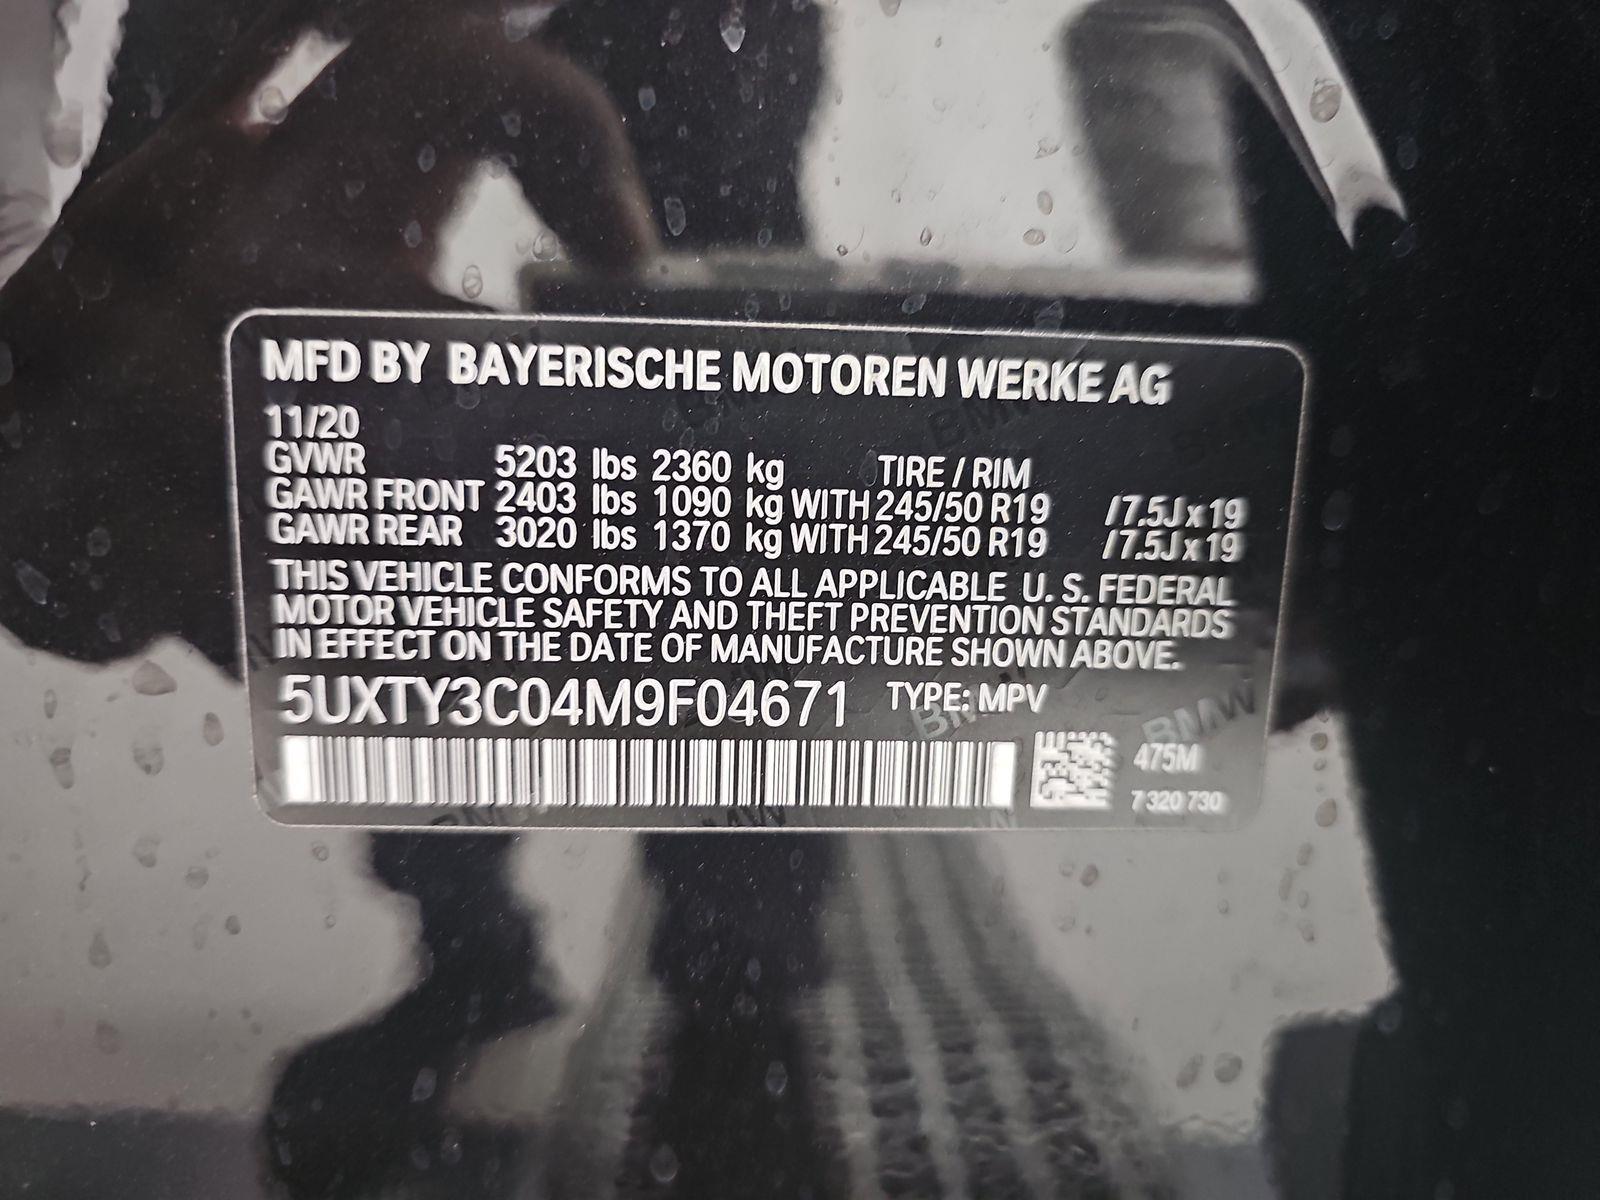 MFD BY BAYERISCHE MOTOREN WERKE AG
11/20
GVWR 5203 lbs 2360 kg TIRE / RIM
GAWR FRONT 2403 lbs 1090 kg WITH 245/50 R19 / 7.5J x 19
GAWR REAR 3020 lbs 1370 kg WITH 245/50 R19 / 7.5J x 19
THIS VEHICLE CONFORMS TO ALL APPLICABLE U. S. FEDERAL
MOTOR VEHICLE SAFETY AND THEFT PREVENTION STANDARDS
IN EFFECT ON THE DATE OF MANUFACTURE SHOWN ABOVE.
5UXTY3C04M9F04671 TYPE: MPV
475M
7 320 730